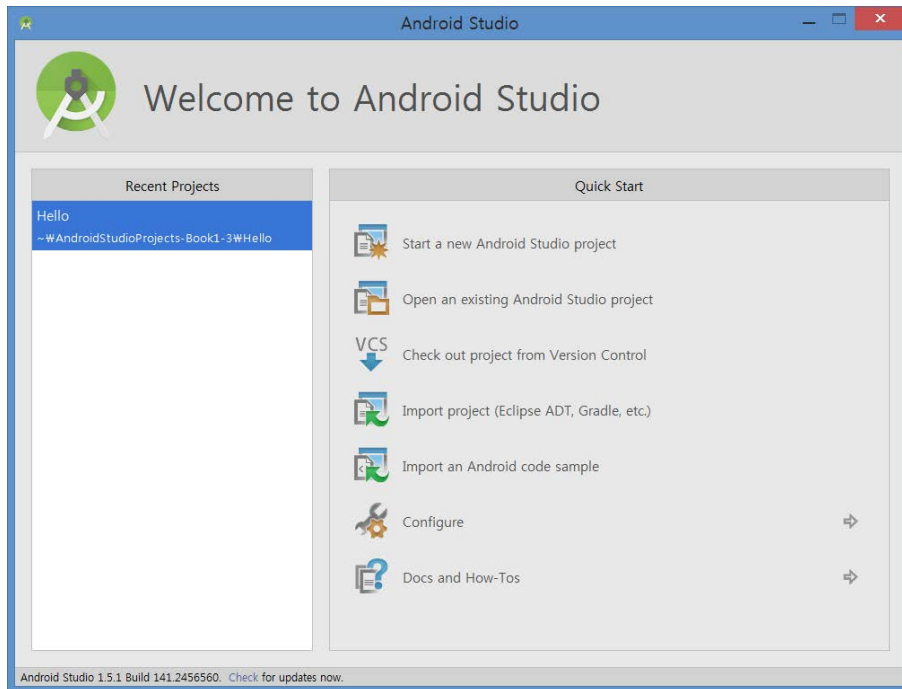 Android Studio
Welcome to Android Studio
Recent Projects
Hello
~₩AndroidStudioProjects-Book1-3₩Hello
Quick Start
Start a new Android Studio project
Open an existing Android Studio project
VCS
Check out project from Version Control
Import project (Eclipse ADT, Gradle, etc.)
Import an Android code sample
Configure
Docs and How-Tos
Android Studio 1.5.1 Build 141.2456560. Check for updates now.